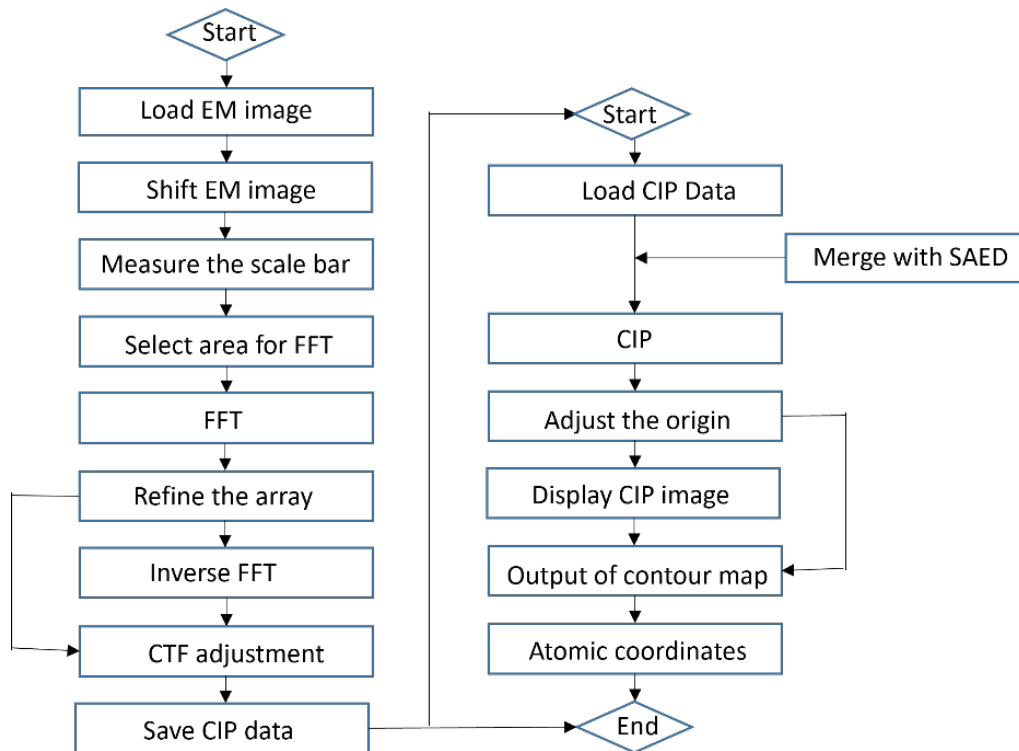 Start
Load EM image
Shift EM image
Measure the scale bar
Select area for FFT
FFT
Refine the array
Inverse FFT
CTF adjustment
Save CIP data
Start
Load CIP Data
Merge with SAED
CIP
Adjust the origin
Display CIP image
Output of contour map
Atomic coordinates
End